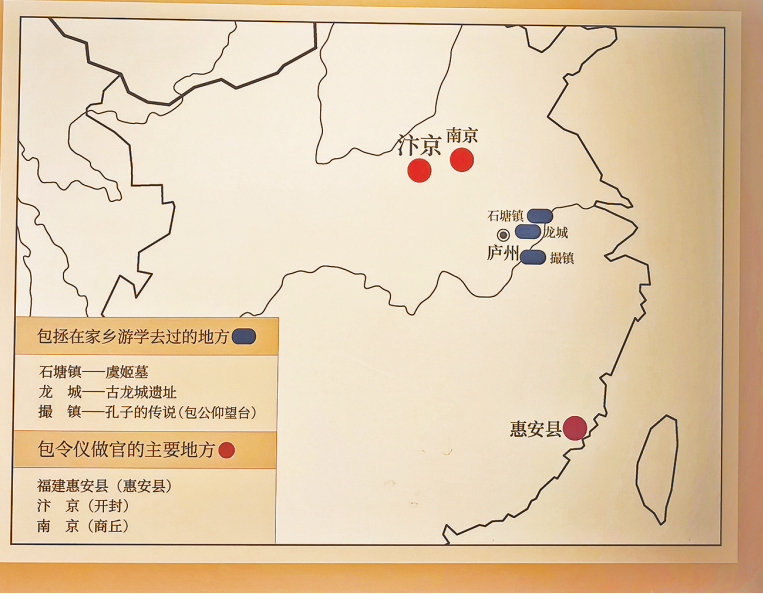 汴京
南京
石塘镇
龙城
庐州
撮镇
惠安县
包拯在家乡游学去过的地方
石塘镇——虞姬墓
龙　城——古龙城遗址
撮　镇——孔子的传说（包公仰望台）
包令仪做官的主要地方
福建惠安县（惠安县）
汴　京（开封）
南　京（商丘）